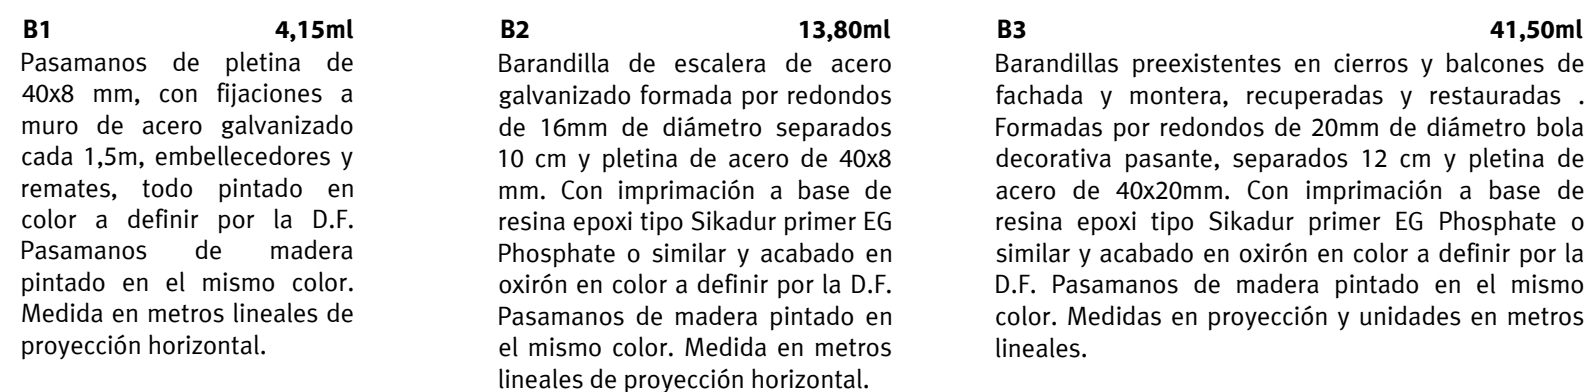 B1 4,15ml
Pasamanos de pletina de
40x8 mm, con fijaciones a
muro de acero galvanizado
cada 1,5m, embellecedores y
remates, todo pintado en
color a definir por la D.F.
Pasamanos de madera
pintado en el mismo color.
Medida en metros lineales de
proyección horizontal.
B2 13,80ml
Barandilla de escalera de acero
galvanizado formada por redondos
de 16mm de diámetro separados
10 cm y pletina de acero de 40x8
mm. Con imprimación a base de
resina epoxi tipo Sikadur primer EG
Phosphate o similar y acabado en
oxirón en color a definir por la D.F.
Pasamanos de madera pintado en
el mismo color. Medida en metros
lineales de proyección horizontal.
B3 41,50ml
Barandillas preexistentes en cierros y balcones de
fachada y montera, recuperadas y restauradas .
Formadas por redondos de 20mm de diámetro bola
decorativa pasante, separados 12 cm y pletina de
acero de 40x20mm. Con imprimación a base de
resina epoxi tipo Sikadur primer EG Phosphate o
similar y acabado en oxirón en color a definir por la
D.F. Pasamanos de madera pintado en el mismo
color. Medidas en proyección y unidades en metros
lineales.